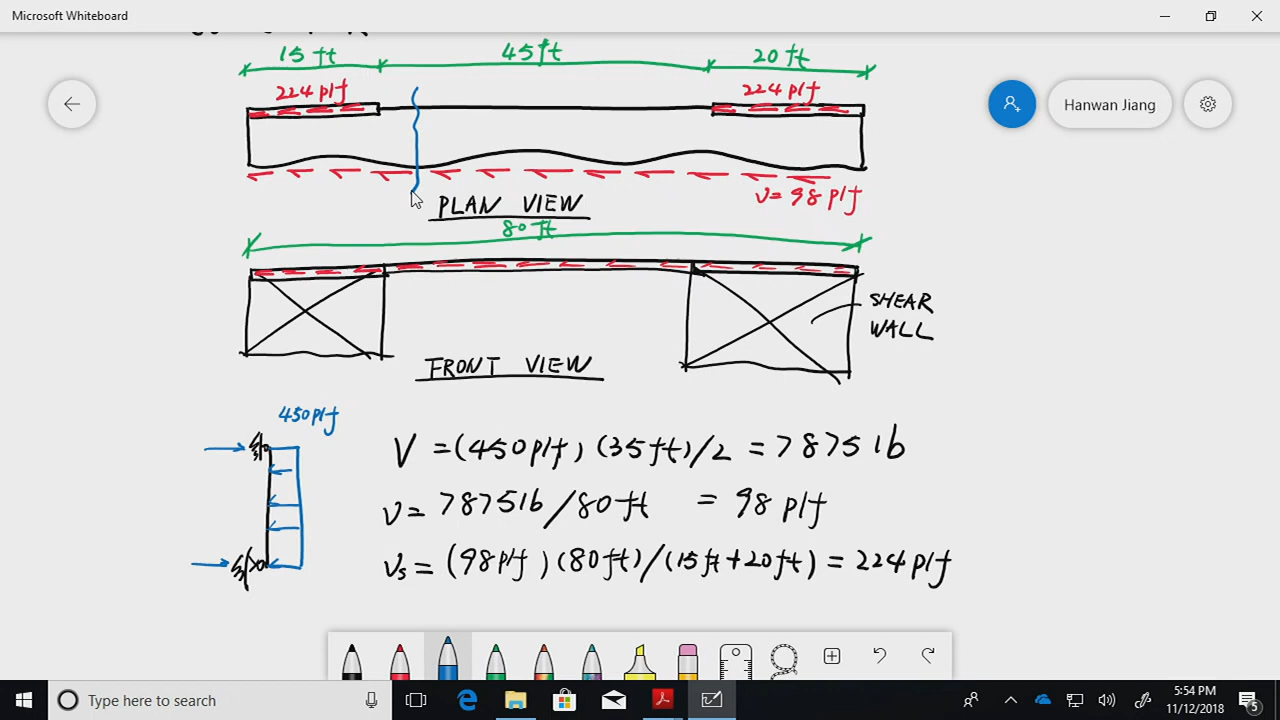 Microsoft Whiteboard
15 ft
45 ft
20 ft
224 plf
224 plf
Hanwan Jiang
PLAN VIEW
v = 98 plf
80 ft
SHEAR
WALL
FRONT VIEW
450 plf
V = (450 plf) (35 ft) / 2 = 7875 lb
v = 7875 lb / 80 ft = 98 plf
vs = (98 plf) (80 ft) / (15 ft + 20 ft) = 224 plf
Type here to search
5:54 PM
11/12/2018
5